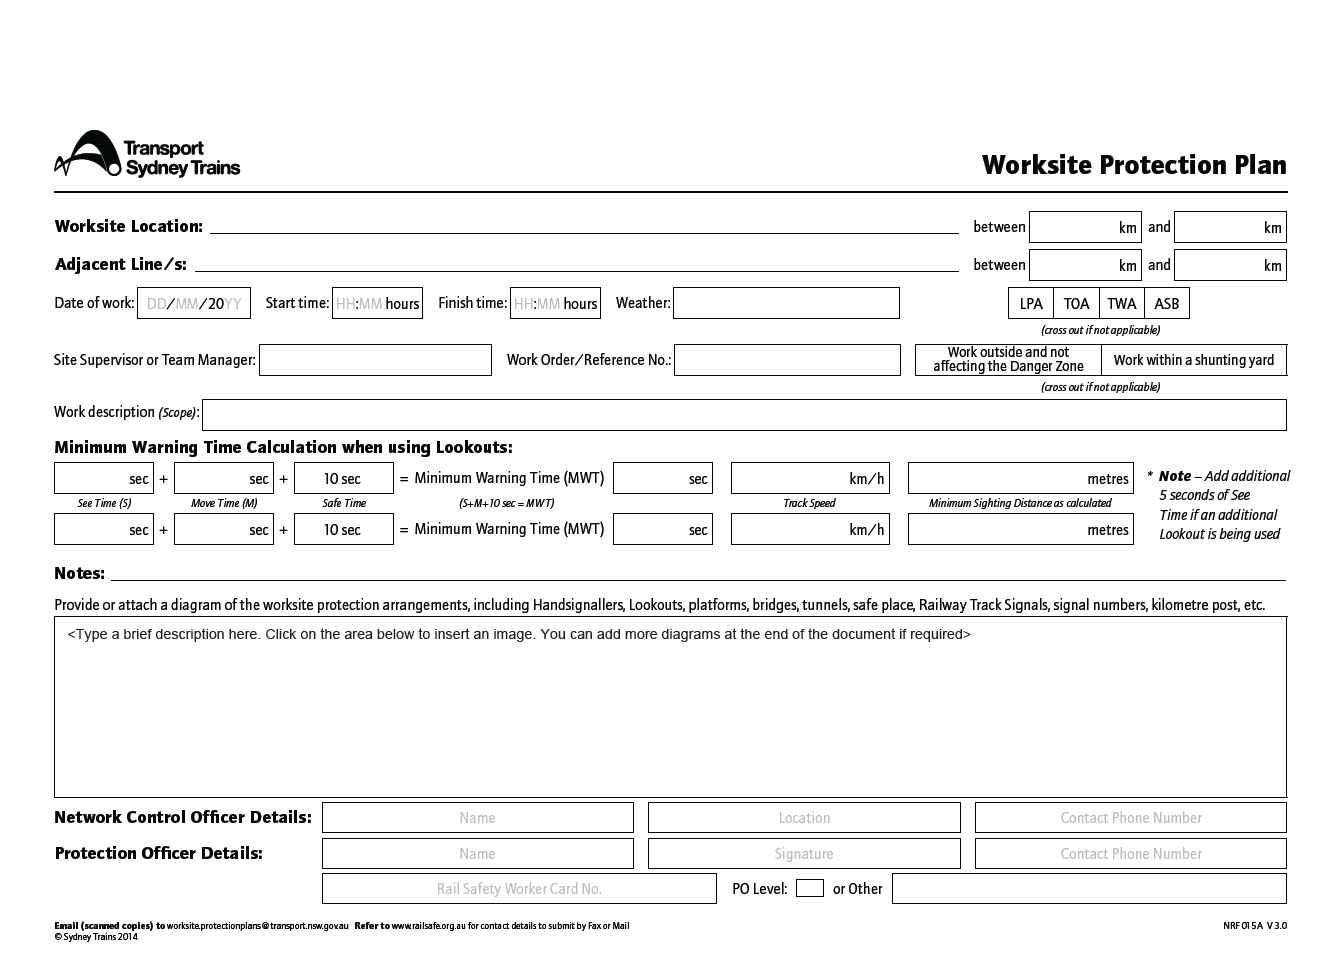 Transport
Sydney Trains
Worksite Protection Plan
Worksite Location: between km and km
Adjacent Line/s: between km and km
Date of work: DD/MM/20YY Start time: HH:MM hours Finish time: HH:MM hours Weather: LPA TOA TWA ASB
(cross out if not applicable)
Site Supervisor or Team Manager: Work Order/Reference No.: Work outside and not affecting the Danger Zone Work within a shunting yard
(cross out if not applicable)
Work description (Scope):
Minimum Warning Time Calculation when using Lookouts:
sec + sec + 10 sec = Minimum Warning Time (MWT) sec km/h metres
See Time (S) Move Time (M) Safe Time (S+M+10 sec = MWT) Track Speed Minimum Sighting Distance as calculated
sec + sec + 10 sec = Minimum Warning Time (MWT) sec km/h metres
* Note – Add additional
5 seconds of See
Time if an additional
Lookout is being used
Notes:
Provide or attach a diagram of the worksite protection arrangements, including Handsignallers, Lookouts, platforms, bridges, tunnels, safe place, Railway Track Signals, signal numbers, kilometre post, etc.
<Type a brief description here. Click on the area below to insert an image. You can add more diagrams at the end of the document if required>
Network Control Officer Details: Name Location Contact Phone Number
Protection Officer Details: Name Signature Contact Phone Number
Rail Safety Worker Card No. PO Level: or Other
Email (scanned copies) to worksite.protectionplans@transport.nsw.gov.au Refer to www.railsafe.org.au for contact details to submit by Fax or Mail
© Sydney Trains 2014
NRF 015A V 3.0